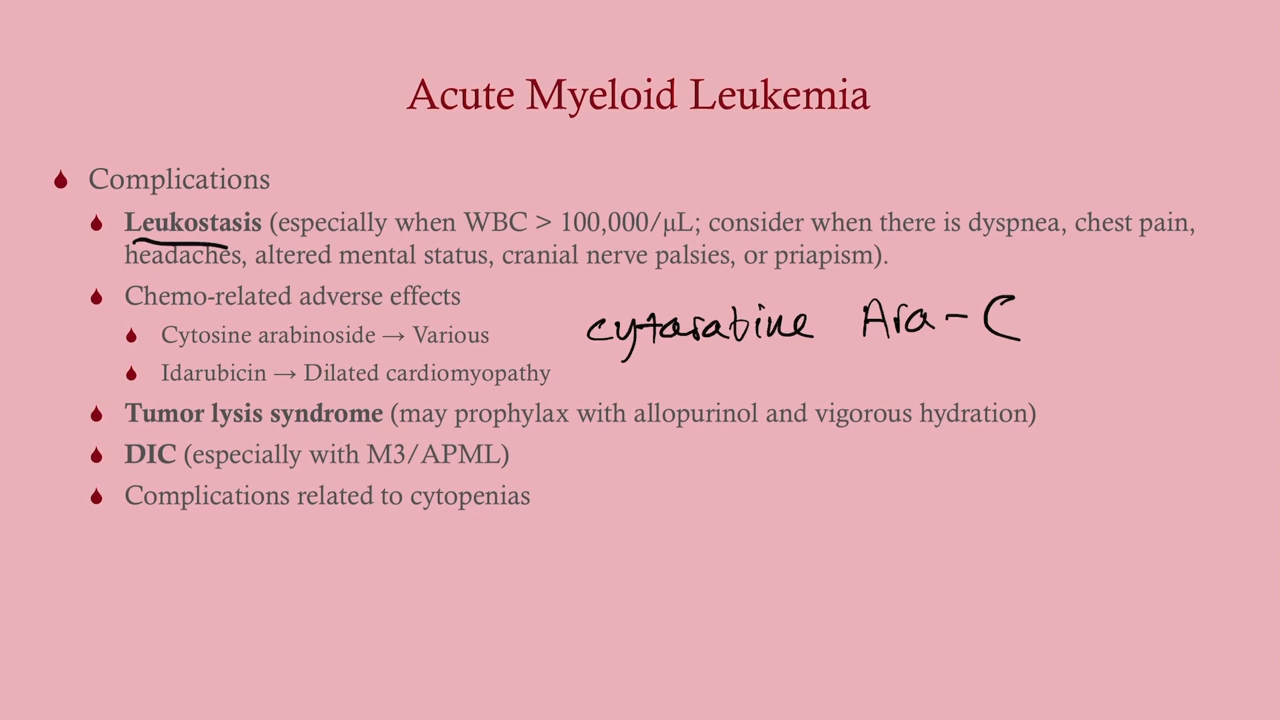 Acute Myeloid Leukemia
Complications
Leukostasis (especially when WBC > 100,000/µL; consider when there is dyspnea, chest pain,
headaches, altered mental status, cranial nerve palsies, or priapism).
Chemo-related adverse effects
cytarabine Ara-C
Cytosine arabinoside → Various
Idarubicin → Dilated cardiomyopathy
Tumor lysis syndrome (may prophylax with allopurinol and vigorous hydration)
DIC (especially with M3/APML)
Complications related to cytopenias